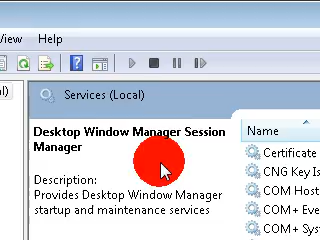 View Help
l)
Services (Local)
Desktop Window Manager Session
Manager
Description:
Provides Desktop Window Manager
startup and maintenance services
Name
Certificate
CNG Key Is
COM Host
COM+ Eve
COM+ Sys